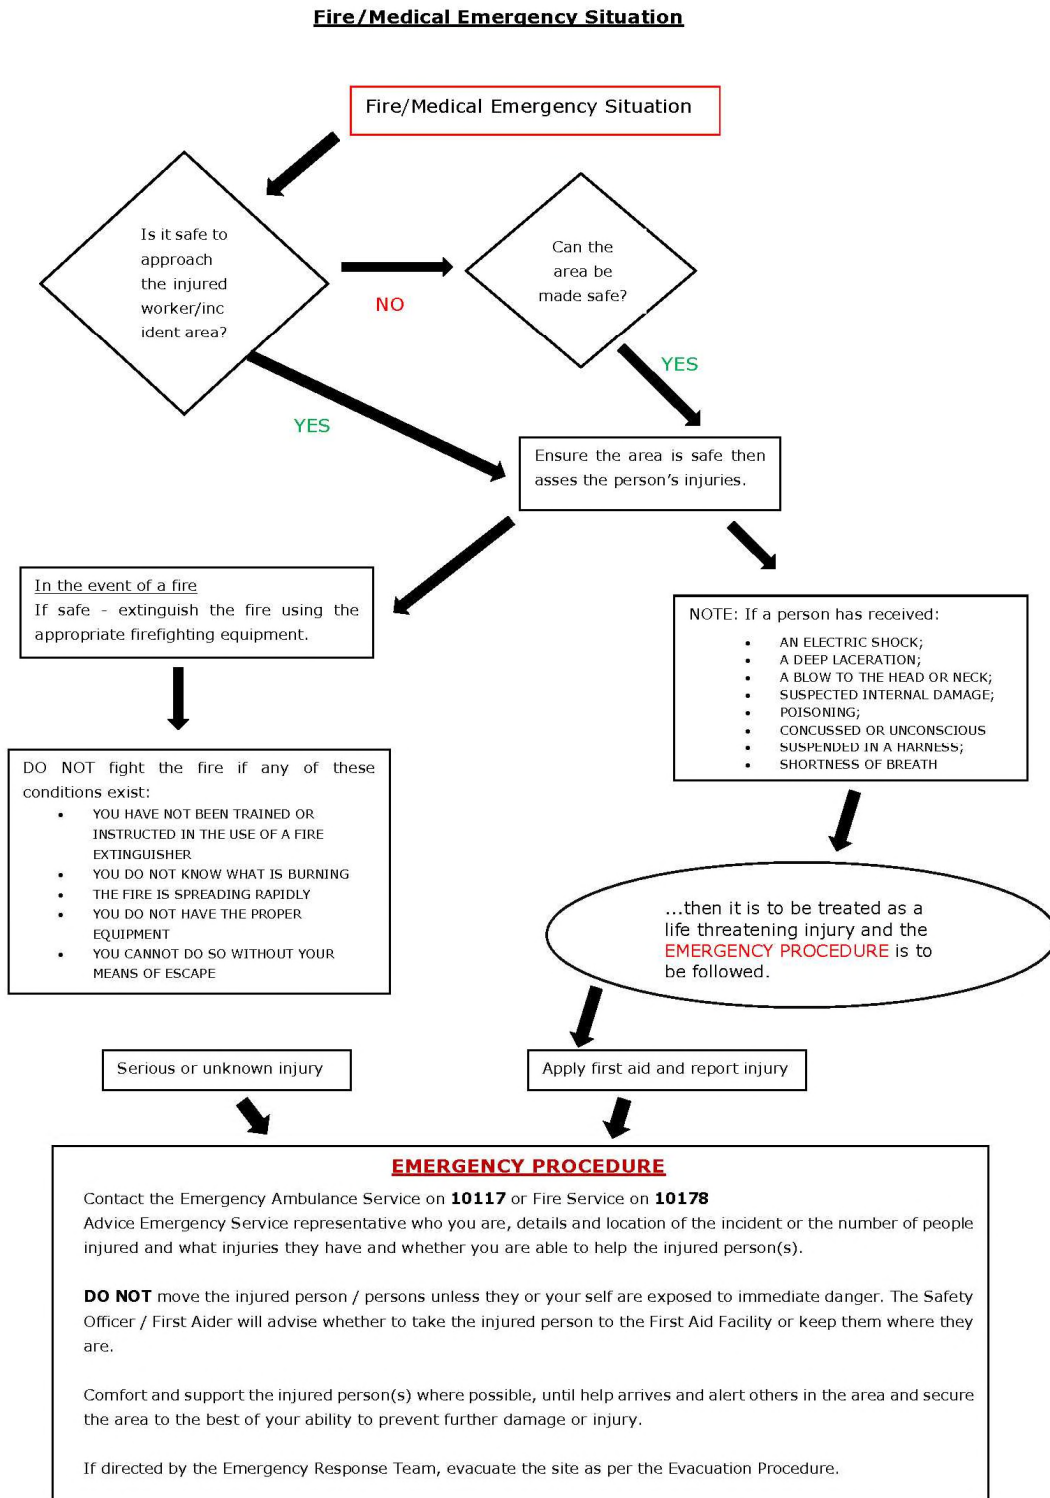 Fire/Medical Emergency Situation
Fire/Medical Emergency Situation
Is it safe to
approach
the injured
worker/inc
ident area?
NO
Can the
area be
made safe?
YES
YES
Ensure the area is safe then
asses the person's injuries.
In the event of a fire
If safe - extinguish the fire using the
appropriate firefighting equipment.
NOTE: If a person has received:
• AN ELECTRIC SHOCK;
• A DEEP LACERATION;
• A BLOW TO THE HEAD OR NECK;
• SUSPECTED INTERNAL DAMAGE;
• POISONING;
• CONCUSSED OR UNCONSCIOUS
• SUSPENDED IN A HARNESS;
• SHORTNESS OF BREATH
DO NOT fight the fire if any of these
conditions exist:
• YOU HAVE NOT BEEN TRAINED OR
INSTRUCTED IN THE USE OF A FIRE
EXTINGUISHER
• YOU DO NOT KNOW WHAT IS BURNING
• THE FIRE IS SPREADING RAPIDLY
• YOU DO NOT HAVE THE PROPER
EQUIPMENT
• YOU CANNOT DO SO WITHOUT YOUR
MEANS OF ESCAPE
...then it is to be treated as a
life threatening injury and the
EMERGENCY PROCEDURE is to
be followed.
Serious or unknown injury
Apply first aid and report injury
EMERGENCY PROCEDURE
Contact the Emergency Ambulance Service on 10117 or Fire Service on 10178
Advice Emergency Service representative who you are, details and location of the incident or the number of people
injured and what injuries they have and whether you are able to help the injured person(s).
DO NOT move the injured person / persons unless they or your self are exposed to immediate danger. The Safety
Officer / First Aider will advise whether to take the injured person to the First Aid Facility or keep them where they
are.
Comfort and support the injured person(s) where possible, until help arrives and alert others in the area and secure
the area to the best of your ability to prevent further damage or injury.
If directed by the Emergency Response Team, evacuate the site as per the Evacuation Procedure.